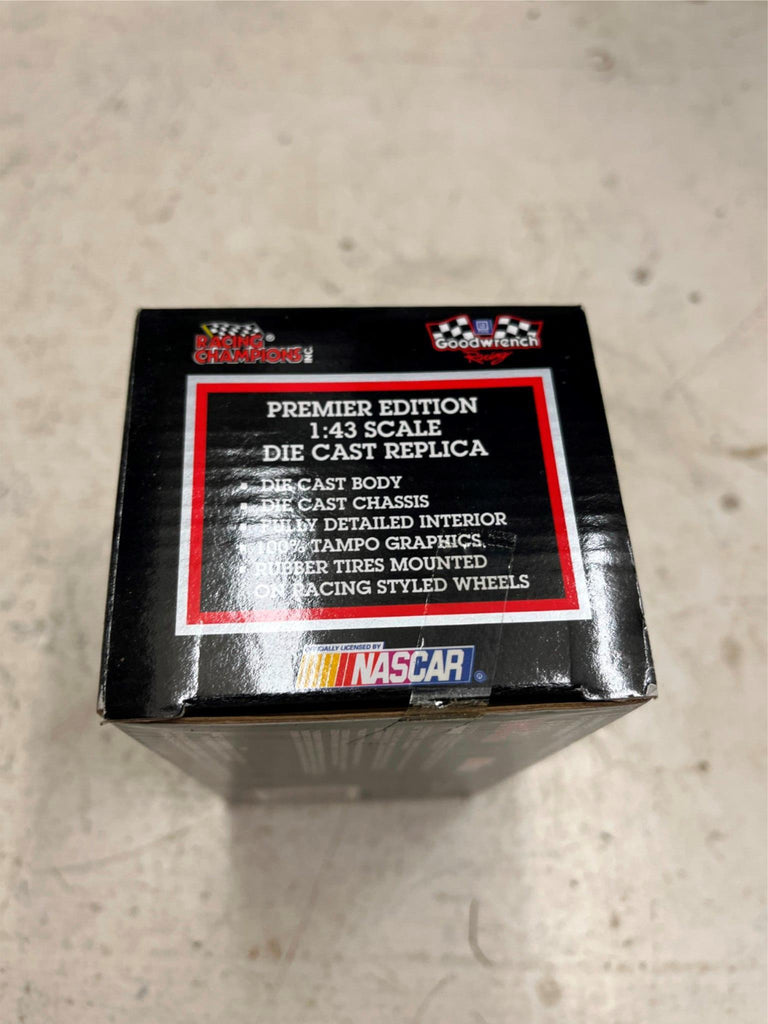 RACING
CHAMPIONS INC.
GM
Goodwrench
Racing
PREMIER EDITION
1:43 SCALE
DIE CAST REPLICA
▪ DIE CAST BODY
▪ DIE CAST CHASSIS
▪ FULLY DETAILED INTERIOR
▪ 100% TAMPO GRAPHICS.
▪ RUBBER TIRES MOUNTED
ON RACING STYLED WHEELS
OFFICIALLY LICENSED BY
NASCAR